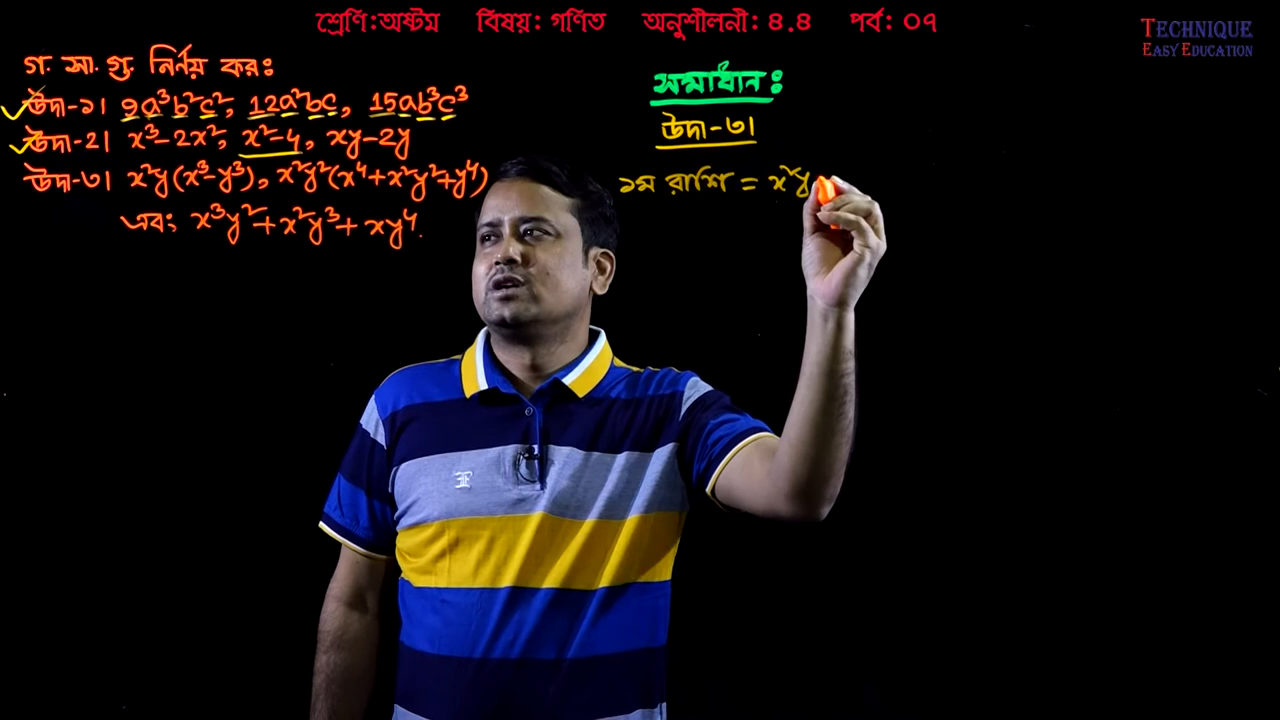 শ্রেণি:অষ্টম বিষয়: গণিত অনুশীলনী: ৪.৪ পর্ব: ০৭
TECHNIQUE
EASY EDUCATION
গ. সা. গু. নির্ণয় কর:
উদা-১। 9a³b²c², 12a²bc, 15ab³c³
উদা-2। x³-2x², x²-4, xy-2y
উদা-৩। x²y(x³-y³), x²y²(x⁴+x²y²+y⁴)
এবং x³y²+x²y³+xy⁴.
সমাধান:
উদা-৩।
১ম রাশি = x²y